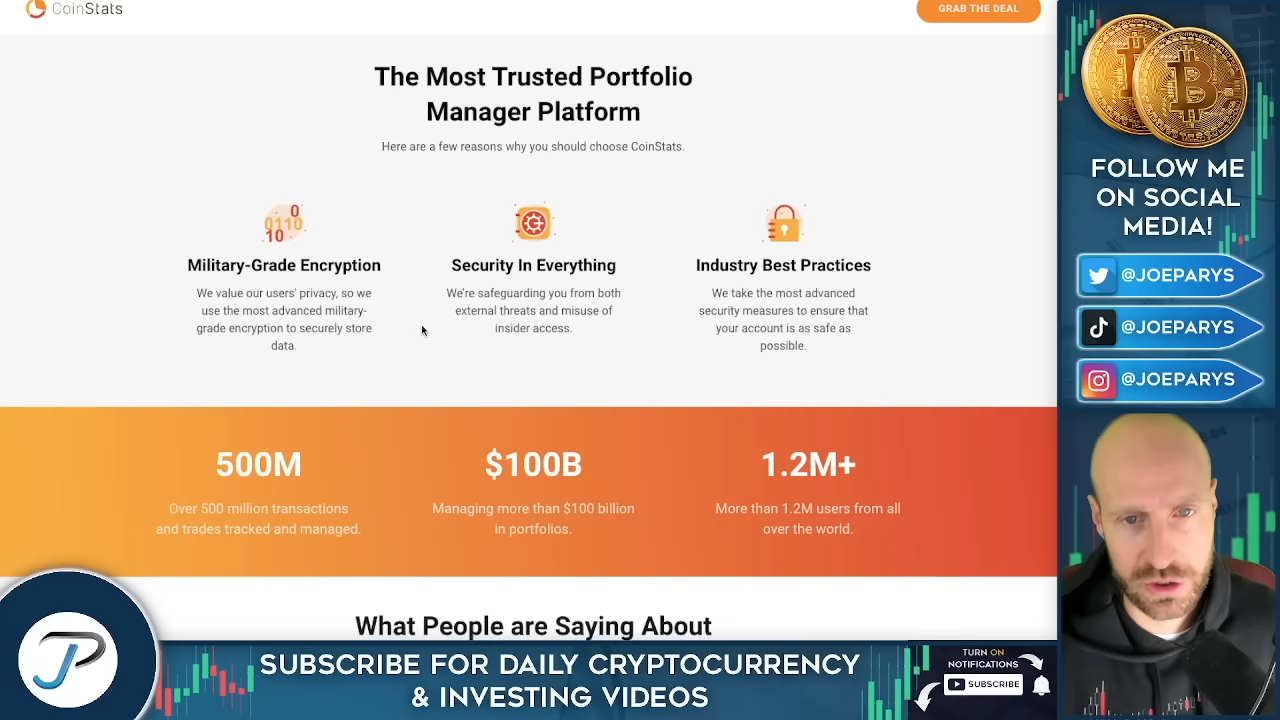 CoinStats
GRAB THE DEAL
The Most Trusted Portfolio
Manager Platform
Here are a few reasons why you should choose CoinStats.
Military-Grade Encryption
We value our users' privacy, so we
use the most advanced military-
grade encryption to securely store
data.
Security In Everything
We're safeguarding you from both
external threats and misuse of
insider access.
Industry Best Practices
We take the most advanced
security measures to ensure that
your account is as safe as
possible.
500M
Over 500 million transactions
and trades tracked and managed.
$100B
Managing more than $100 billion
in portfolios.
1.2M+
More than 1.2M users from all
over the world.
What People are Saying About
SUBSCRIBE FOR DAILY CRYPTOCURRENCY
& INVESTING VIDEOS
TURN ON
NOTIFICATIONS
SUBSCRIBE
FOLLOW ME
ON SOCIAL
MEDIA!
@JOEPARYS
@JOEPARYS
@JOEPARYS